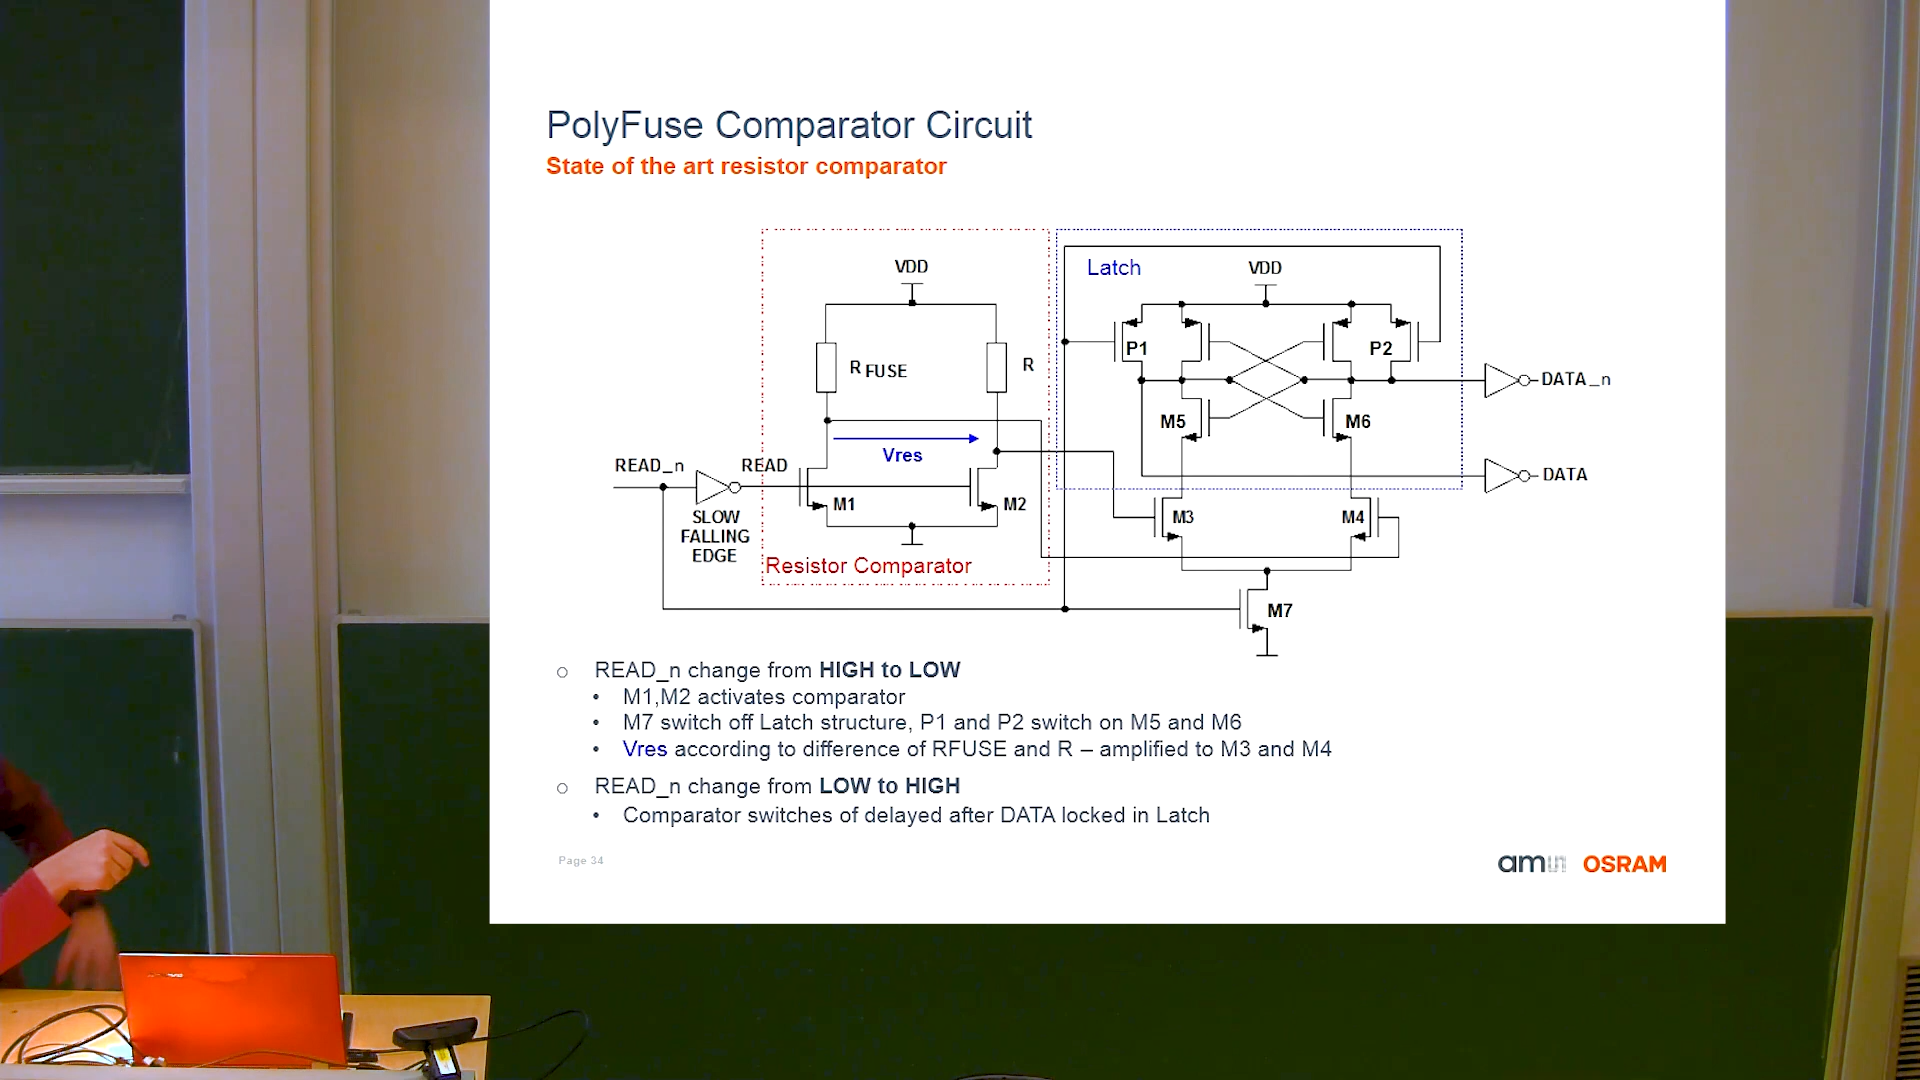 PolyFuse Comparator Circuit
State of the art resistor comparator
VDD
Latch
VDD
R FUSE
R
P1
P2
DATA_n
M5
M6
Vres
READ_n
READ
DATA
M1
M2
M3
M4
SLOW
FALLING
EDGE
Resistor Comparator
M7
○ READ_n change from HIGH to LOW
• M1,M2 activates comparator
• M7 switch off Latch structure, P1 and P2 switch on M5 and M6
• Vres according to difference of RFUSE and R – amplified to M3 and M4
○ READ_n change from LOW to HIGH
• Comparator switches of delayed after DATA locked in Latch
Page 34
am OSRAM